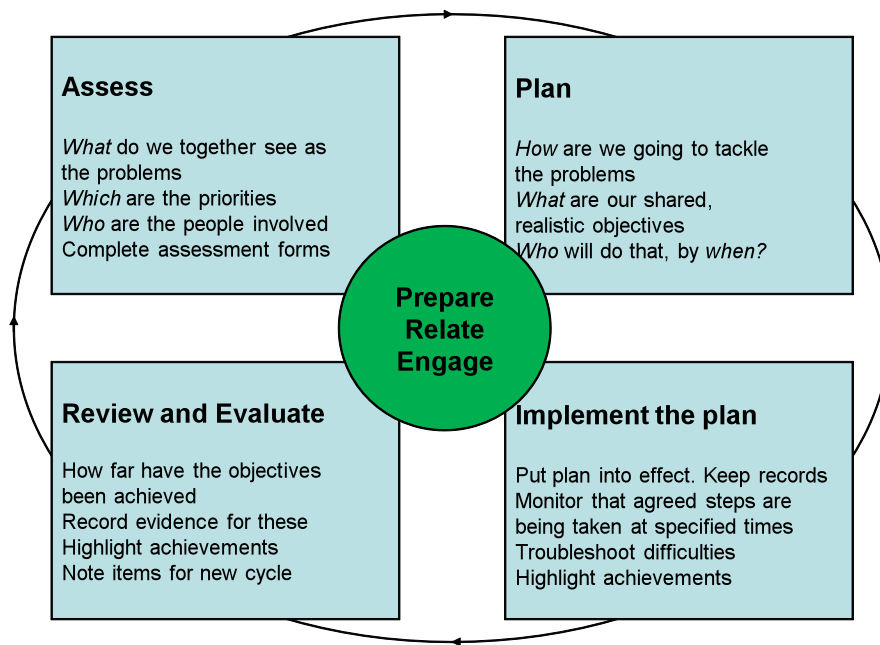 Assess
What do we together see as
the problems
Which are the priorities
Who are the people involved
Complete assessment forms
Plan
How are we going to tackle
the problems
What are our shared,
realistic objectives
Who will do that, by when?
Prepare
Relate
Engage
Review and Evaluate
How far have the objectives
been achieved
Record evidence for these
Highlight achievements
Note items for new cycle
Implement the plan
Put plan into effect. Keep records
Monitor that agreed steps are
being taken at specified times
Troubleshoot difficulties
Highlight achievements